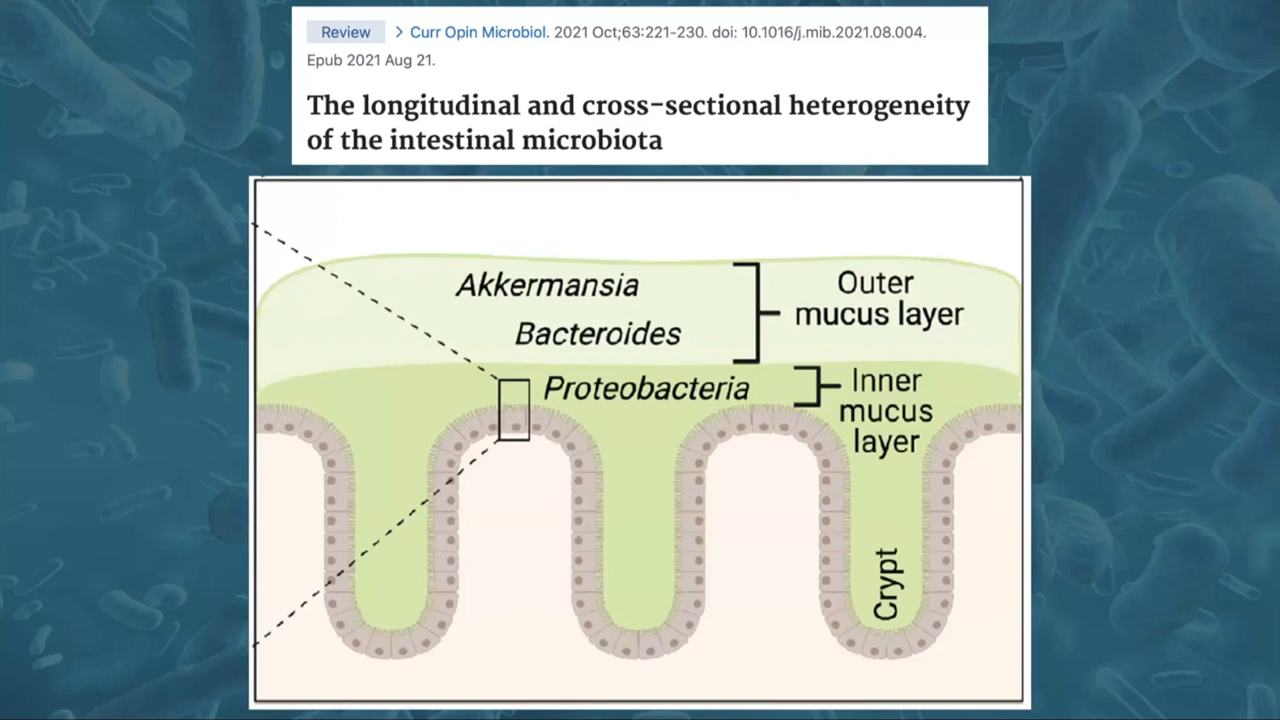 Review > Curr Opin Microbiol. 2021 Oct;63:221-230. doi: 10.1016/j.mib.2021.08.004.
Epub 2021 Aug 21.
The longitudinal and cross-sectional heterogeneity
of the intestinal microbiota
Akkermansia
Bacteroides
Outer
mucus layer
Proteobacteria
Inner
mucus
layer
Crypt